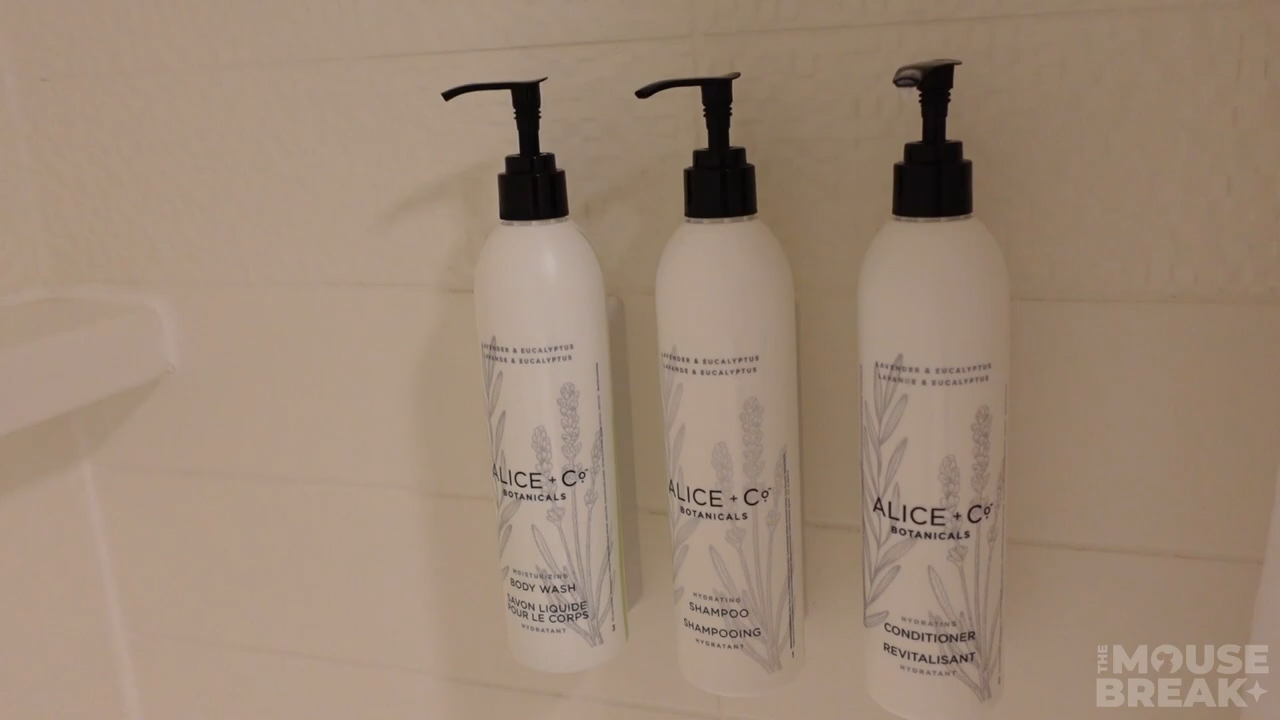 LAVENDER & EUCALYPTUS
LAVANDE & EUCALYPTUS
ALICE + Co
BOTANICALS
MOISTURIZING
BODY WASH
SAVON LIQUIDE
POUR LE CORPS
HYDRATANT
LAVENDER & EUCALYPTUS
LAVANDE & EUCALYPTUS
ALICE + Co
BOTANICALS
HYDRATING
SHAMPOO
SHAMPOOING
HYDRATANT
LAVENDER & EUCALYPTUS
LAVANDE & EUCALYPTUS
ALICE + Co
BOTANICALS
HYDRATING
CONDITIONER
REVITALISANT
HYDRATANT
THE MOUSE
BREAK